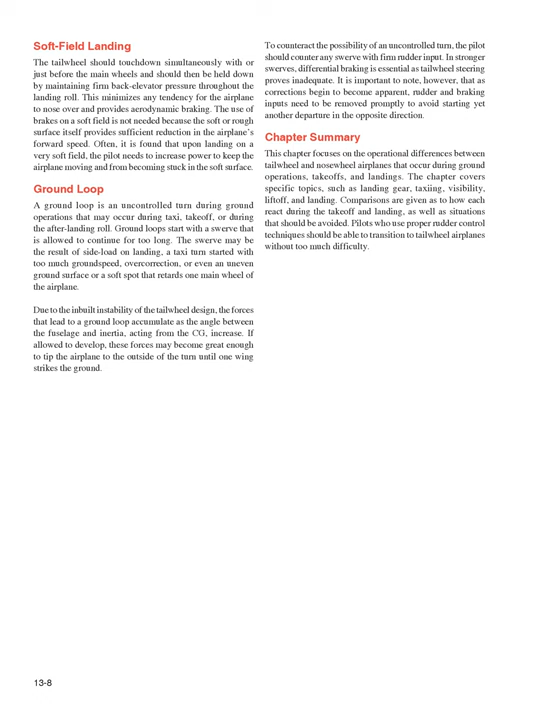 Soft-Field Landing
The tailwheel should touchdown simultaneously with or
just before the main wheels and should then be held down
by maintaining firm back-elevator pressure throughout the
landing roll. This minimizes any tendency for the airplane
to nose over and provides aerodynamic braking. The use of
brakes on a soft field is not needed because the soft or rough
surface itself provides sufficient reduction in the airplane’s
forward speed. Often, it is found that upon landing on a
very soft field, the pilot needs to increase power to keep the
airplane moving and from becoming stuck in the soft surface.
Ground Loop
A ground loop is an uncontrolled turn during ground
operations that may occur during taxi, takeoff, or during
the after-landing roll. Ground loops start with a swerve that
is allowed to continue for too long. The swerve may be
the result of side-load on landing, a taxi turn started with
too much groundspeed, overcorrection, or even an uneven
ground surface or a soft spot that retards one main wheel of
the airplane.
Due to the inbuilt instability of the tailwheel design, the forces
that lead to a ground loop accumulate as the angle between
the fuselage and inertia, acting from the CG, increase. If
allowed to develop, these forces may become great enough
to tip the airplane to the outside of the turn until one wing
strikes the ground.
To counteract the possibility of an uncontrolled turn, the pilot
should counter any swerve with firm rudder input. In stronger
swerves, differential braking is essential as tailwheel steering
proves inadequate. It is important to note, however, that as
corrections begin to become apparent, rudder and braking
inputs need to be removed promptly to avoid starting yet
another departure in the opposite direction.
Chapter Summary
This chapter focuses on the operational differences between
tailwheel and nosewheel airplanes that occur during ground
operations, takeoffs, and landings. The chapter covers
specific topics, such as landing gear, taxiing, visibility,
liftoff, and landing. Comparisons are given as to how each
react during the takeoff and landing, as well as situations
that should be avoided. Pilots who use proper rudder control
techniques should be able to transition to tailwheel airplanes
without too much difficulty.
13-8